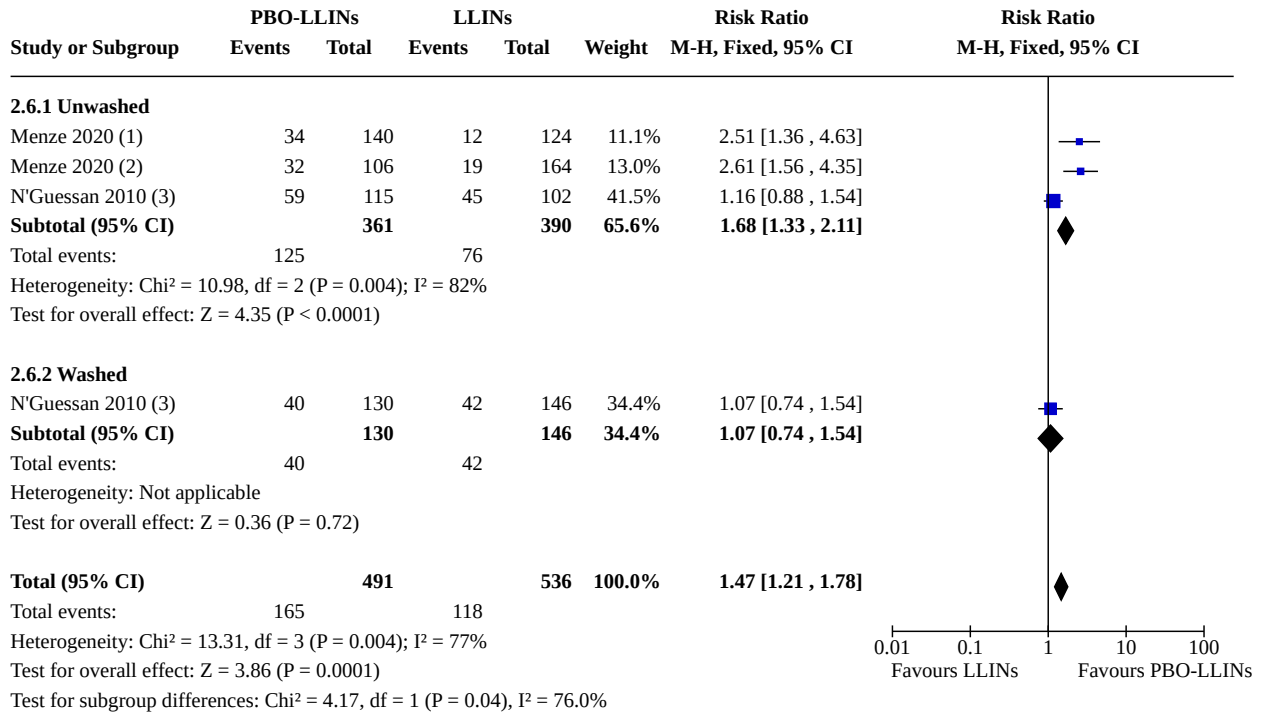 PBO-LLINs LLINs Risk Ratio Risk Ratio
Study or Subgroup Events Total Events Total Weight M-H, Fixed, 95% CI M-H, Fixed, 95% CI
2.6.1 Unwashed
Menze 2020 (1) 34 140 12 124 11.1% 2.51 [1.36 , 4.63]
Menze 2020 (2) 32 106 19 164 13.0% 2.61 [1.56 , 4.35]
N'Guessan 2010 (3) 59 115 45 102 41.5% 1.16 [0.88 , 1.54]
Subtotal (95% CI) 361 390 65.6% 1.68 [1.33 , 2.11]
Total events: 125 76
Heterogeneity: Chi² = 10.98, df = 2 (P = 0.004); I² = 82%
Test for overall effect: Z = 4.35 (P < 0.0001)
2.6.2 Washed
N'Guessan 2010 (3) 40 130 42 146 34.4% 1.07 [0.74 , 1.54]
Subtotal (95% CI) 130 146 34.4% 1.07 [0.74 , 1.54]
Total events: 40 42
Heterogeneity: Not applicable
Test for overall effect: Z = 0.36 (P = 0.72)
Total (95% CI) 491 536 100.0% 1.47 [1.21 , 1.78]
Total events: 165 118
Heterogeneity: Chi² = 13.31, df = 3 (P = 0.004); I² = 77%
Test for overall effect: Z = 3.86 (P = 0.0001)
Test for subgroup differences: Chi² = 4.17, df = 1 (P = 0.04), I² = 76.0%
0.01 0.1 1 10 100
Favours LLINs Favours PBO-LLINs